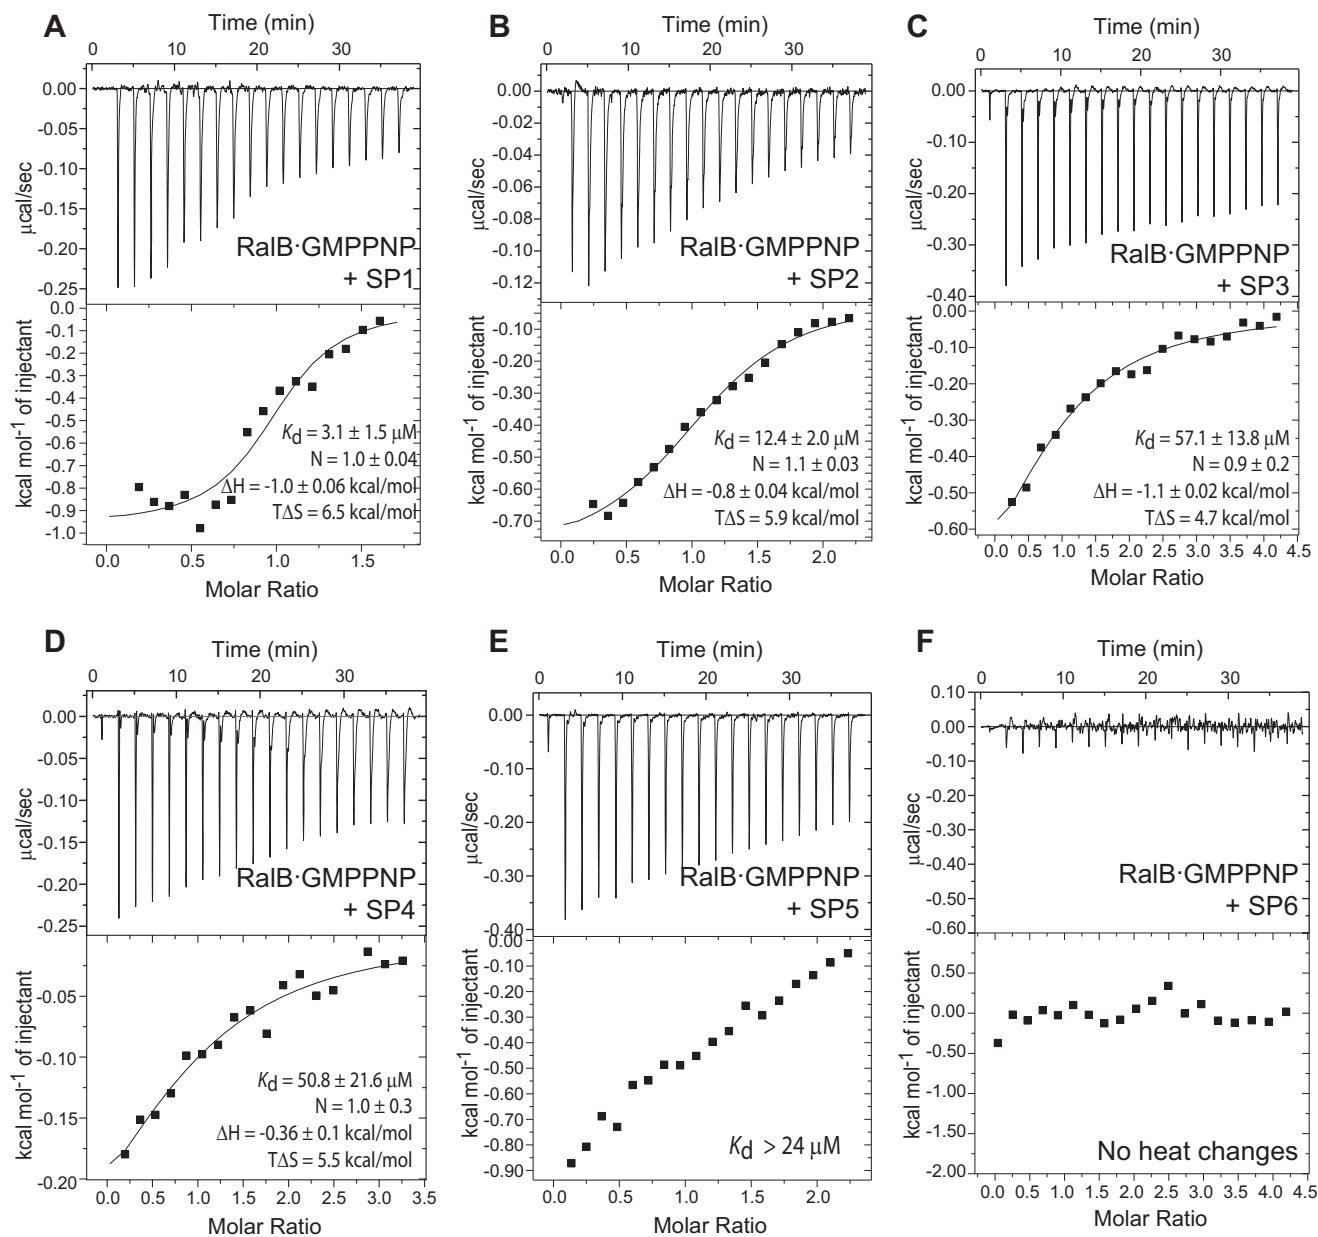 A
Time (min)
0 10 20 30
0.00
-0.05
-0.10
-0.15
-0.20
-0.25
µcal/sec
RalB·GMPPNP
+ SP1
0.0
-0.1
-0.2
-0.3
-0.4
-0.5
-0.6
-0.7
-0.8
-0.9
-1.0
kcal mol-1 of injectant
Kd = 3.1 ± 1.5 µM
N = 1.0 ± 0.04
ΔH = -1.0 ± 0.06 kcal/mol
TΔS = 6.5 kcal/mol
0.0 0.5 1.0 1.5
Molar Ratio
B
Time (min)
0 10 20 30
0.00
-0.02
-0.04
-0.06
-0.08
-0.10
-0.12
µcal/sec
RalB·GMPPNP
+ SP2
-0.10
-0.20
-0.30
-0.40
-0.50
-0.60
-0.70
kcal mol-1 of injectant
Kd = 12.4 ± 2.0 µM
N = 1.1 ± 0.03
ΔH = -0.8 ± 0.04 kcal/mol
TΔS = 5.9 kcal/mol
0.0 0.5 1.0 1.5 2.0
Molar Ratio
C
Time (min)
0 10 20 30
0.00
-0.10
-0.20
-0.30
-0.40
µcal/sec
RalB·GMPPNP
+ SP3
0.00
-0.10
-0.20
-0.30
-0.40
-0.50
-0.60
kcal mol-1 of injectant
Kd = 57.1 ± 13.8 µM
N = 0.9 ± 0.2
ΔH = -1.1 ± 0.02 kcal/mol
TΔS = 4.7 kcal/mol
0.0 0.5 1.0 1.5 2.0 2.5 3.0 3.5 4.0 4.5
Molar Ratio
D
Time (min)
0 10 20 30
0.00
-0.05
-0.10
-0.15
-0.20
-0.25
µcal/sec
RalB·GMPPNP
+ SP4
-0.05
-0.10
-0.15
-0.20
kcal mol-1 of injectant
Kd = 50.8 ± 21.6 µM
N = 1.0 ± 0.3
ΔH = -0.36 ± 0.1 kcal/mol
TΔS = 5.5 kcal/mol
0.0 0.5 1.0 1.5 2.0 2.5 3.0 3.5
Molar Ratio
E
Time (min)
0 10 20 30
0.00
-0.10
-0.20
-0.30
-0.40
µcal/sec
RalB·GMPPNP
+ SP5
0.00
-0.10
-0.20
-0.30
-0.40
-0.50
-0.60
-0.70
-0.80
-0.90
kcal mol-1 of injectant
Kd > 24 µM
0.0 0.5 1.0 1.5 2.0
Molar Ratio
F
Time (min)
0 10 20 30
0.10
0.00
-0.10
-0.20
-0.30
-0.40
-0.50
-0.60
µcal/sec
RalB·GMPPNP
+ SP6
0.50
0.00
-0.50
-1.00
-1.50
-2.00
kcal mol-1 of injectant
No heat changes
0.0 0.5 1.0 1.5 2.0 2.5 3.0 3.5 4.0 4.5
Molar Ratio